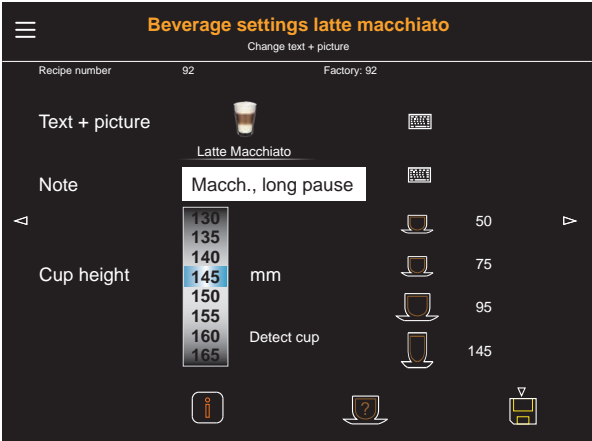 Beverage settings latte macchiato
Change text + picture
Recipe number 92 Factory: 92
Text + picture
Latte Macchiato
Note Macch., long pause
130
135
140
Cup height 145 mm
150
155
160 Detect cup
165
50
75
95
145
i ?